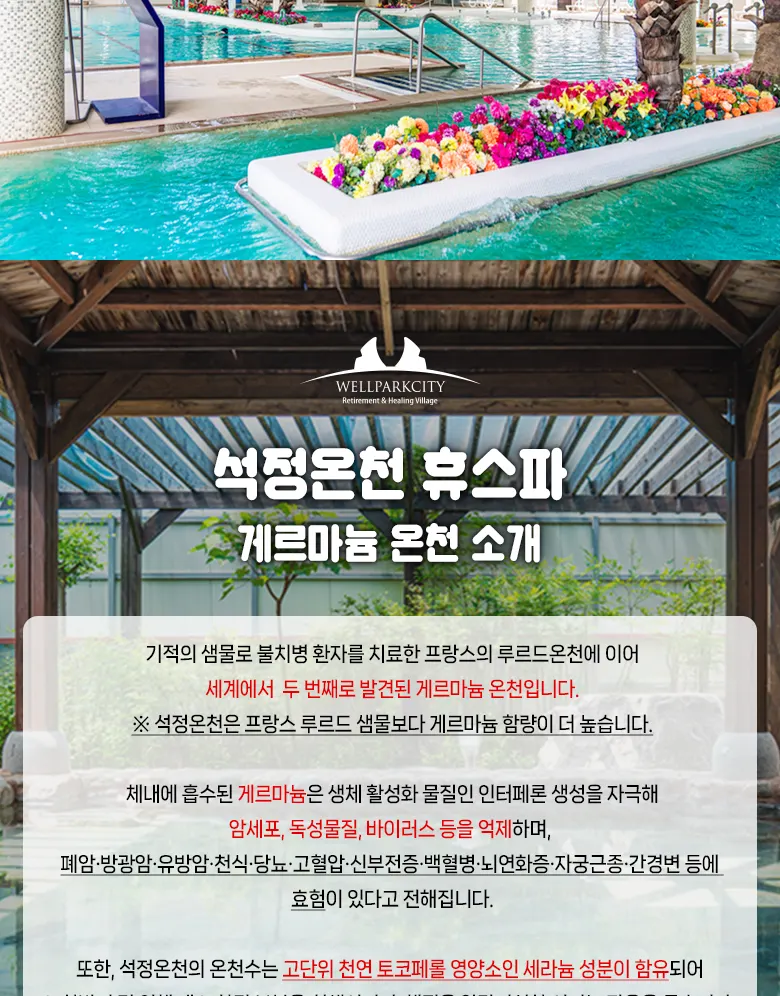 WELLPARKCITY
Retirement & Healing Village
석정온천 휴스파
게르마늄 온천 소개
기적의 샘물로 불치병 환자를 치료한 프랑스의 루르드온천에 이어
세계에서 두 번째로 발견된 게르마늄 온천입니다.
※ 석정온천은 프랑스 루르드 샘물보다 게르마늄 함량이 더 높습니다.
체내에 흡수된 게르마늄은 생체 활성화 물질인 인터페론 생성을 자극해
암세포, 독성물질, 바이러스 등을 억제하며,
폐암·방광암·유방암·천식·당뇨·고혈압·신부전증·백혈병·뇌연화증·자궁근종·간경변 등에
효험이 있다고 전해집니다.
또한, 석정온천의 온천수는 고단위 천연 토코페롤 영양소인 세라늄 성분이 함유되어